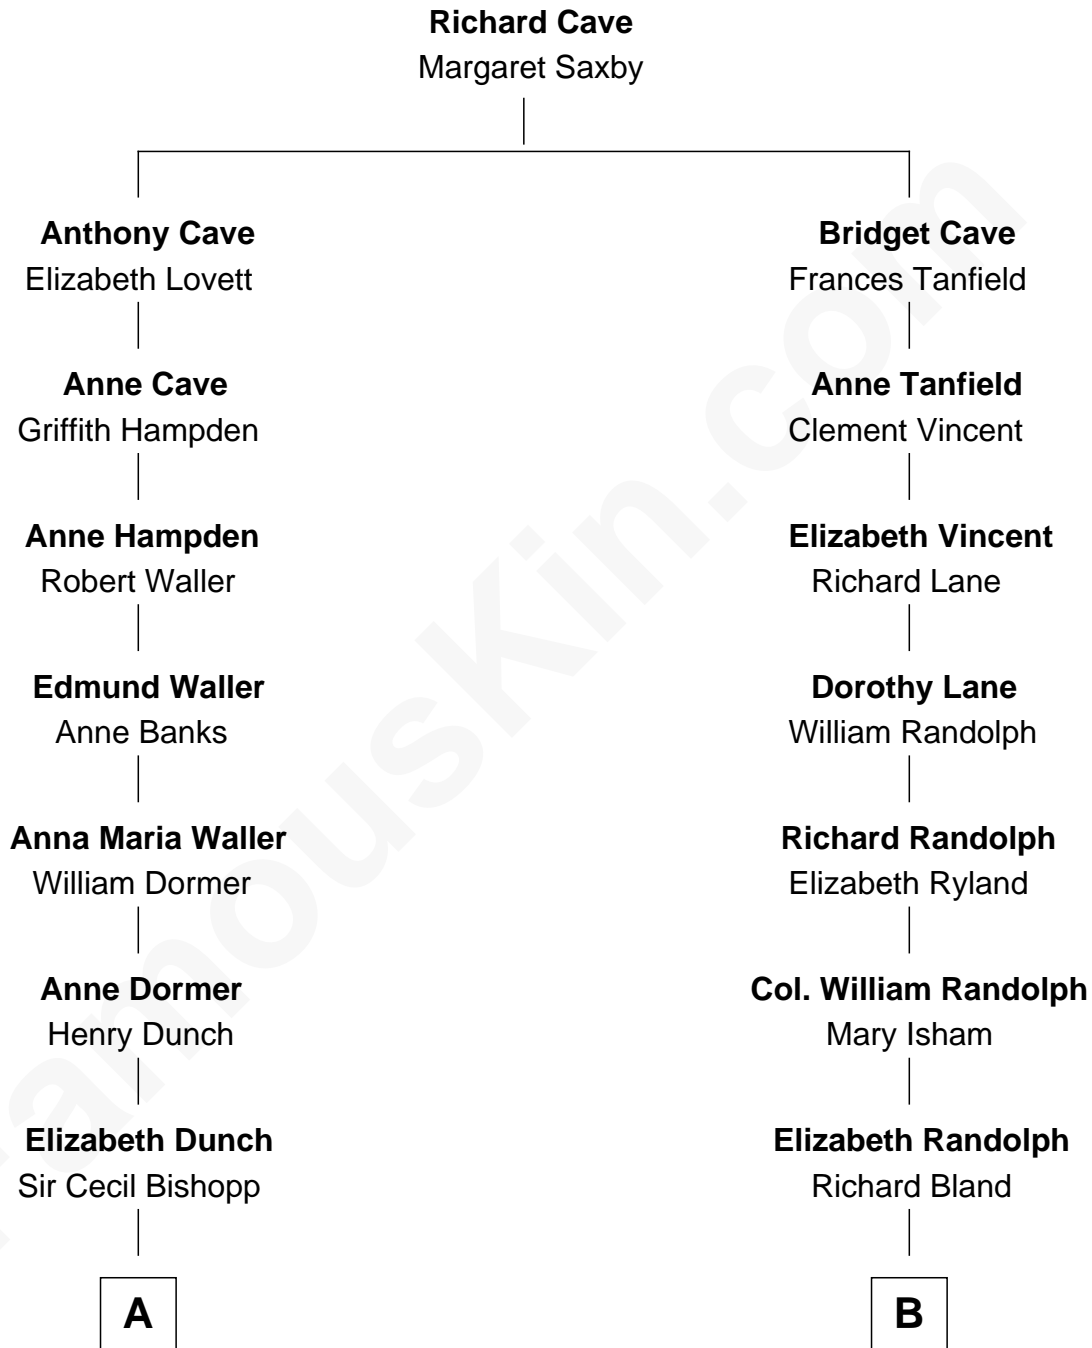 Richard Cave
Margaret Saxby
Anthony Cave
Elizabeth Lovett
Anne Cave
Griffith Hampden
Anne Hampden
Robert Waller
Edmund Waller
Anne Banks
Anna Maria Waller
William Dormer
Anne Dormer
Henry Dunch
Elizabeth Dunch
Sir Cecil Bishopp
A
Bridget Cave
Frances Tanfield
Anne Tanfield
Clement Vincent
Elizabeth Vincent
Richard Lane
Dorothy Lane
William Randolph
Richard Randolph
Elizabeth Ryland
Col. William Randolph
Mary Isham
Elizabeth Randolph
Richard Bland
B
FamousKin.com